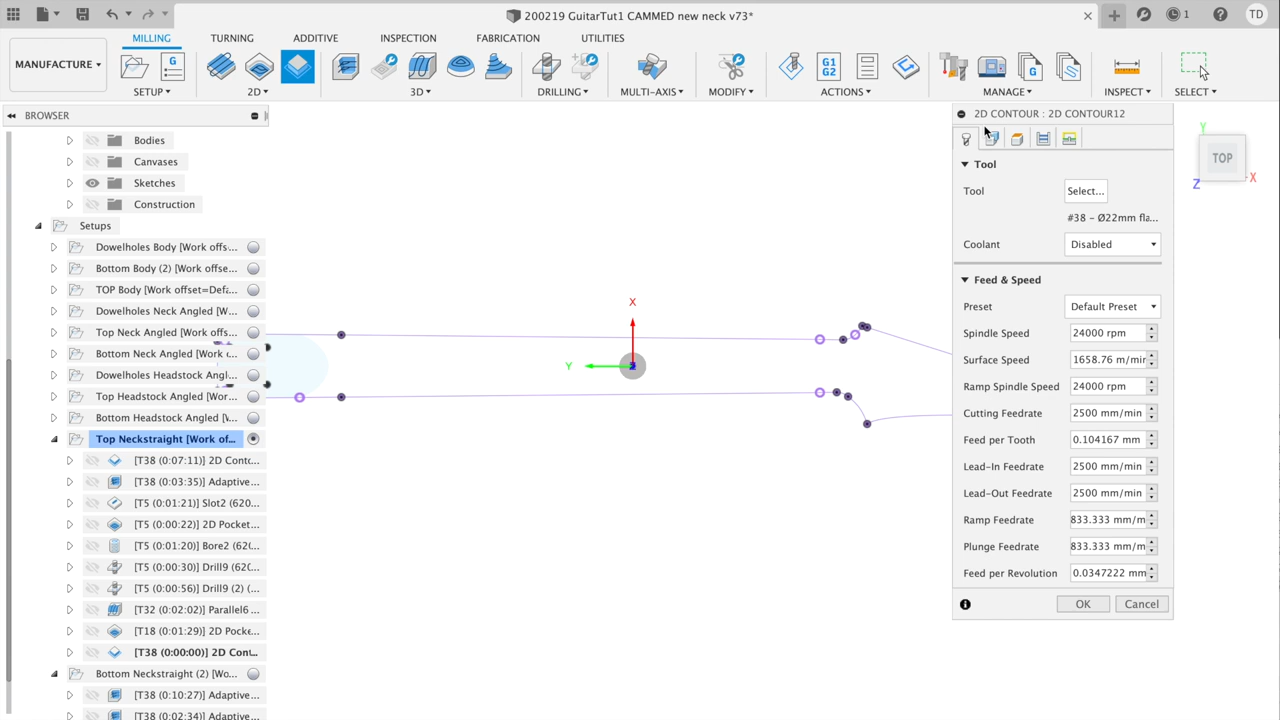 200219 GuitarTut1 CAMMED new neck v73*
1
TD
MILLING
TURNING
ADDITIVE
INSPECTION
FABRICATION
UTILITIES
MANUFACTURE
SETUP
2D
3D
DRILLING
MULTI-AXIS
MODIFY
G1
G2
ACTIONS
MANAGE
INSPECT
SELECT
BROWSER
Bodies
Canvases
Sketches
Construction
Setups
Dowelholes Body [Work offs...
Bottom Body (2) [Work offse...
TOP Body [Work offset=Defa...
Dowelholes Neck Angled [W...
Top Neck Angled [Work offs...
Bottom Neck Angled [Work ...
Dowelholes Headstock Angled ...
Top Headstock Angled [Wor...
Bottom Headstock Angled [...
Top Neckstraight [Work of...
[T38 (0:07:11)] 2D Conto...
[T38 (0:03:35)] Adaptive...
[T5 (0:01:21)] Slot2 (620...
[T5 (0:00:22)] 2D Pocket...
[T5 (0:01:20)] Bore2 (62(...
[T5 (0:00:30)] Drill9 (62(...
[T5 (0:00:56)] Drill9 (2) (...
[T32 (0:02:02)] Parallel6 ...
[T18 (0:01:29)] 2D Pocke...
[T38 (0:00:00)] 2D Con...
Bottom Neckstraight (2) [Wo...
[T38 (0:10:27)] Adaptive...
[T38 (0:02:34)] Adaptive...
X
Y
2D CONTOUR : 2D CONTOUR12
Tool
Tool
Select...
#38 - Ø22mm fla...
Coolant
Disabled
Feed & Speed
Preset
Default Preset
Spindle Speed
24000 rpm
Surface Speed
1658.76 m/min
Ramp Spindle Speed
24000 rpm
Cutting Feedrate
2500 mm/min
Feed per Tooth
0.104167 mm
Lead-In Feedrate
2500 mm/min
Lead-Out Feedrate
2500 mm/min
Ramp Feedrate
833.333 mm/m
Plunge Feedrate
833.333 mm/m
Feed per Revolution
0.0347222 mm
OK
Cancel
Y
TOP
X
Z